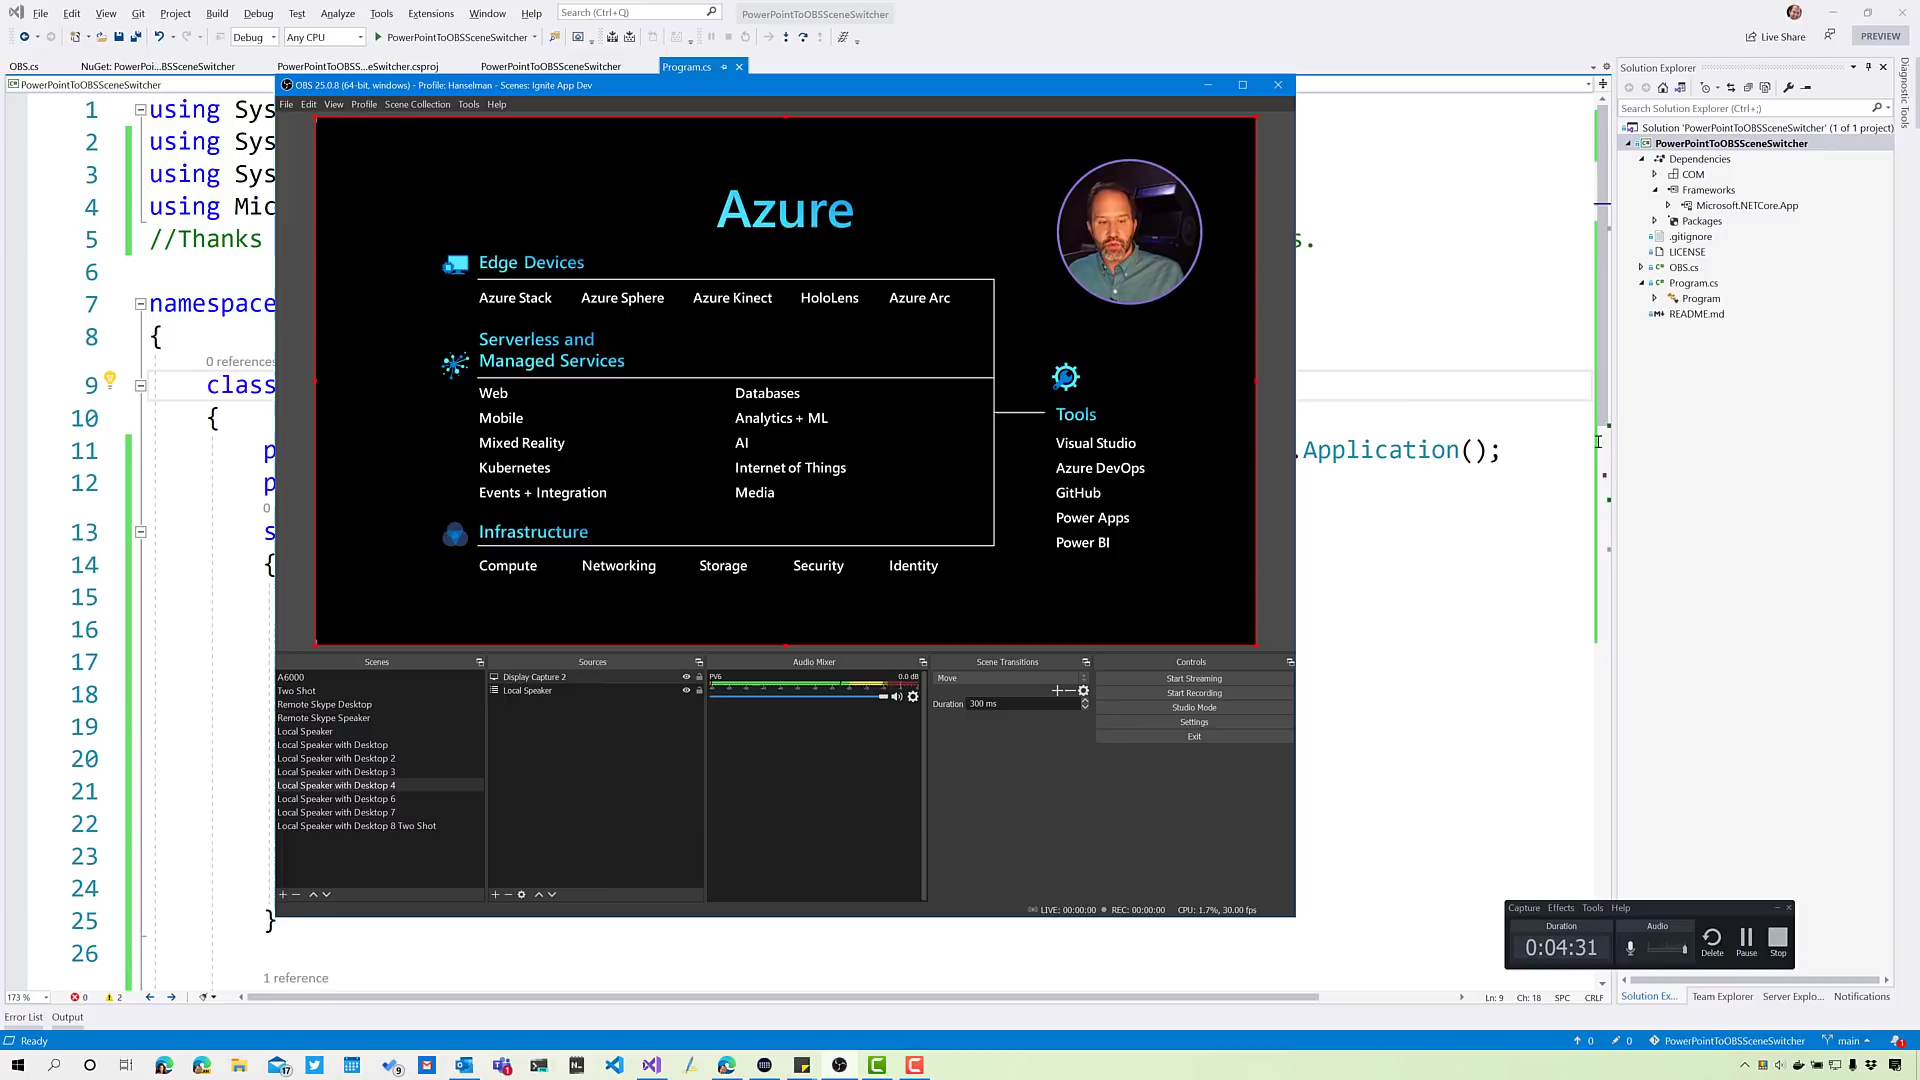 File Edit View Git Project Build Debug Test Analyze Tools Extensions Window Help Search (Ctrl+Q) PowerPointToOBSSceneSwitcher
Debug Any CPU PowerPointToOBSSceneSwitcher Live Share PREVIEW
OBS.cs NuGet: PowerPoi...BSSceneSwitcher PowerPointToOBSS...eSwitcher.csproj PowerPointToOBSSceneSwitcher Program.cs
PowerPointToOBSSceneSwitcher
OBS 25.0.8 (64-bit, windows) - Profile: Hanselman - Scenes: Ignite App Dev
File Edit View Profile Scene Collection Tools Help
1 using Sys
2 using Sys
3 using Sys
4 using Mic
5 //Thanks s.
6
7 namespace
8 {
0 references
9 class
10 {
11 p .Application();
12 p
0
13 s
14 {
15
16
17
18
19
20
21
22
23
24
25 }
26
1 reference
Azure
Edge Devices
Azure Stack Azure Sphere Azure Kinect HoloLens Azure Arc
Serverless and
Managed Services
Web Databases
Mobile Analytics + ML
Mixed Reality AI
Kubernetes Internet of Things
Events + Integration Media
Infrastructure
Compute Networking Storage Security Identity
Tools
Visual Studio
Azure DevOps
GitHub
Power Apps
Power BI
Scenes
A6000
Two Shot
Remote Skype Desktop
Remote Skype Speaker
Local Speaker
Local Speaker with Desktop
Local Speaker with Desktop 2
Local Speaker with Desktop 3
Local Speaker with Desktop 4
Local Speaker with Desktop 6
Local Speaker with Desktop 7
Local Speaker with Desktop 8 Two Shot
Sources
Display Capture 2
Local Speaker
Audio Mixer
PV6 0.0 dB
Scene Transitions
Move
Duration 300 ms
Controls
Start Streaming
Start Recording
Studio Mode
Settings
Exit
LIVE: 00:00:00 REC: 00:00:00 CPU: 1.7%, 30.00 fps
Solution Explorer
Search Solution Explorer (Ctrl+;)
Solution 'PowerPointToOBSSceneSwitcher' (1 of 1 project)
PowerPointToOBSSceneSwitcher
Dependencies
COM
Frameworks
Microsoft.NETCore.App
Packages
.gitignore
LICENSE
OBS.cs
Program.cs
Program
README.md
Diagnostic Tools
Capture Effects Tools Help
Duration Audio
0:04:31 Delete Pause Stop
173 % 0 2 Ln: 9 Ch: 18 SPC CRLF
Solution Ex... Team Explorer Server Explo... Notifications
Error List Output
Ready 0 0 PowerPointToOBSSceneSwitcher main 1
17 9 1